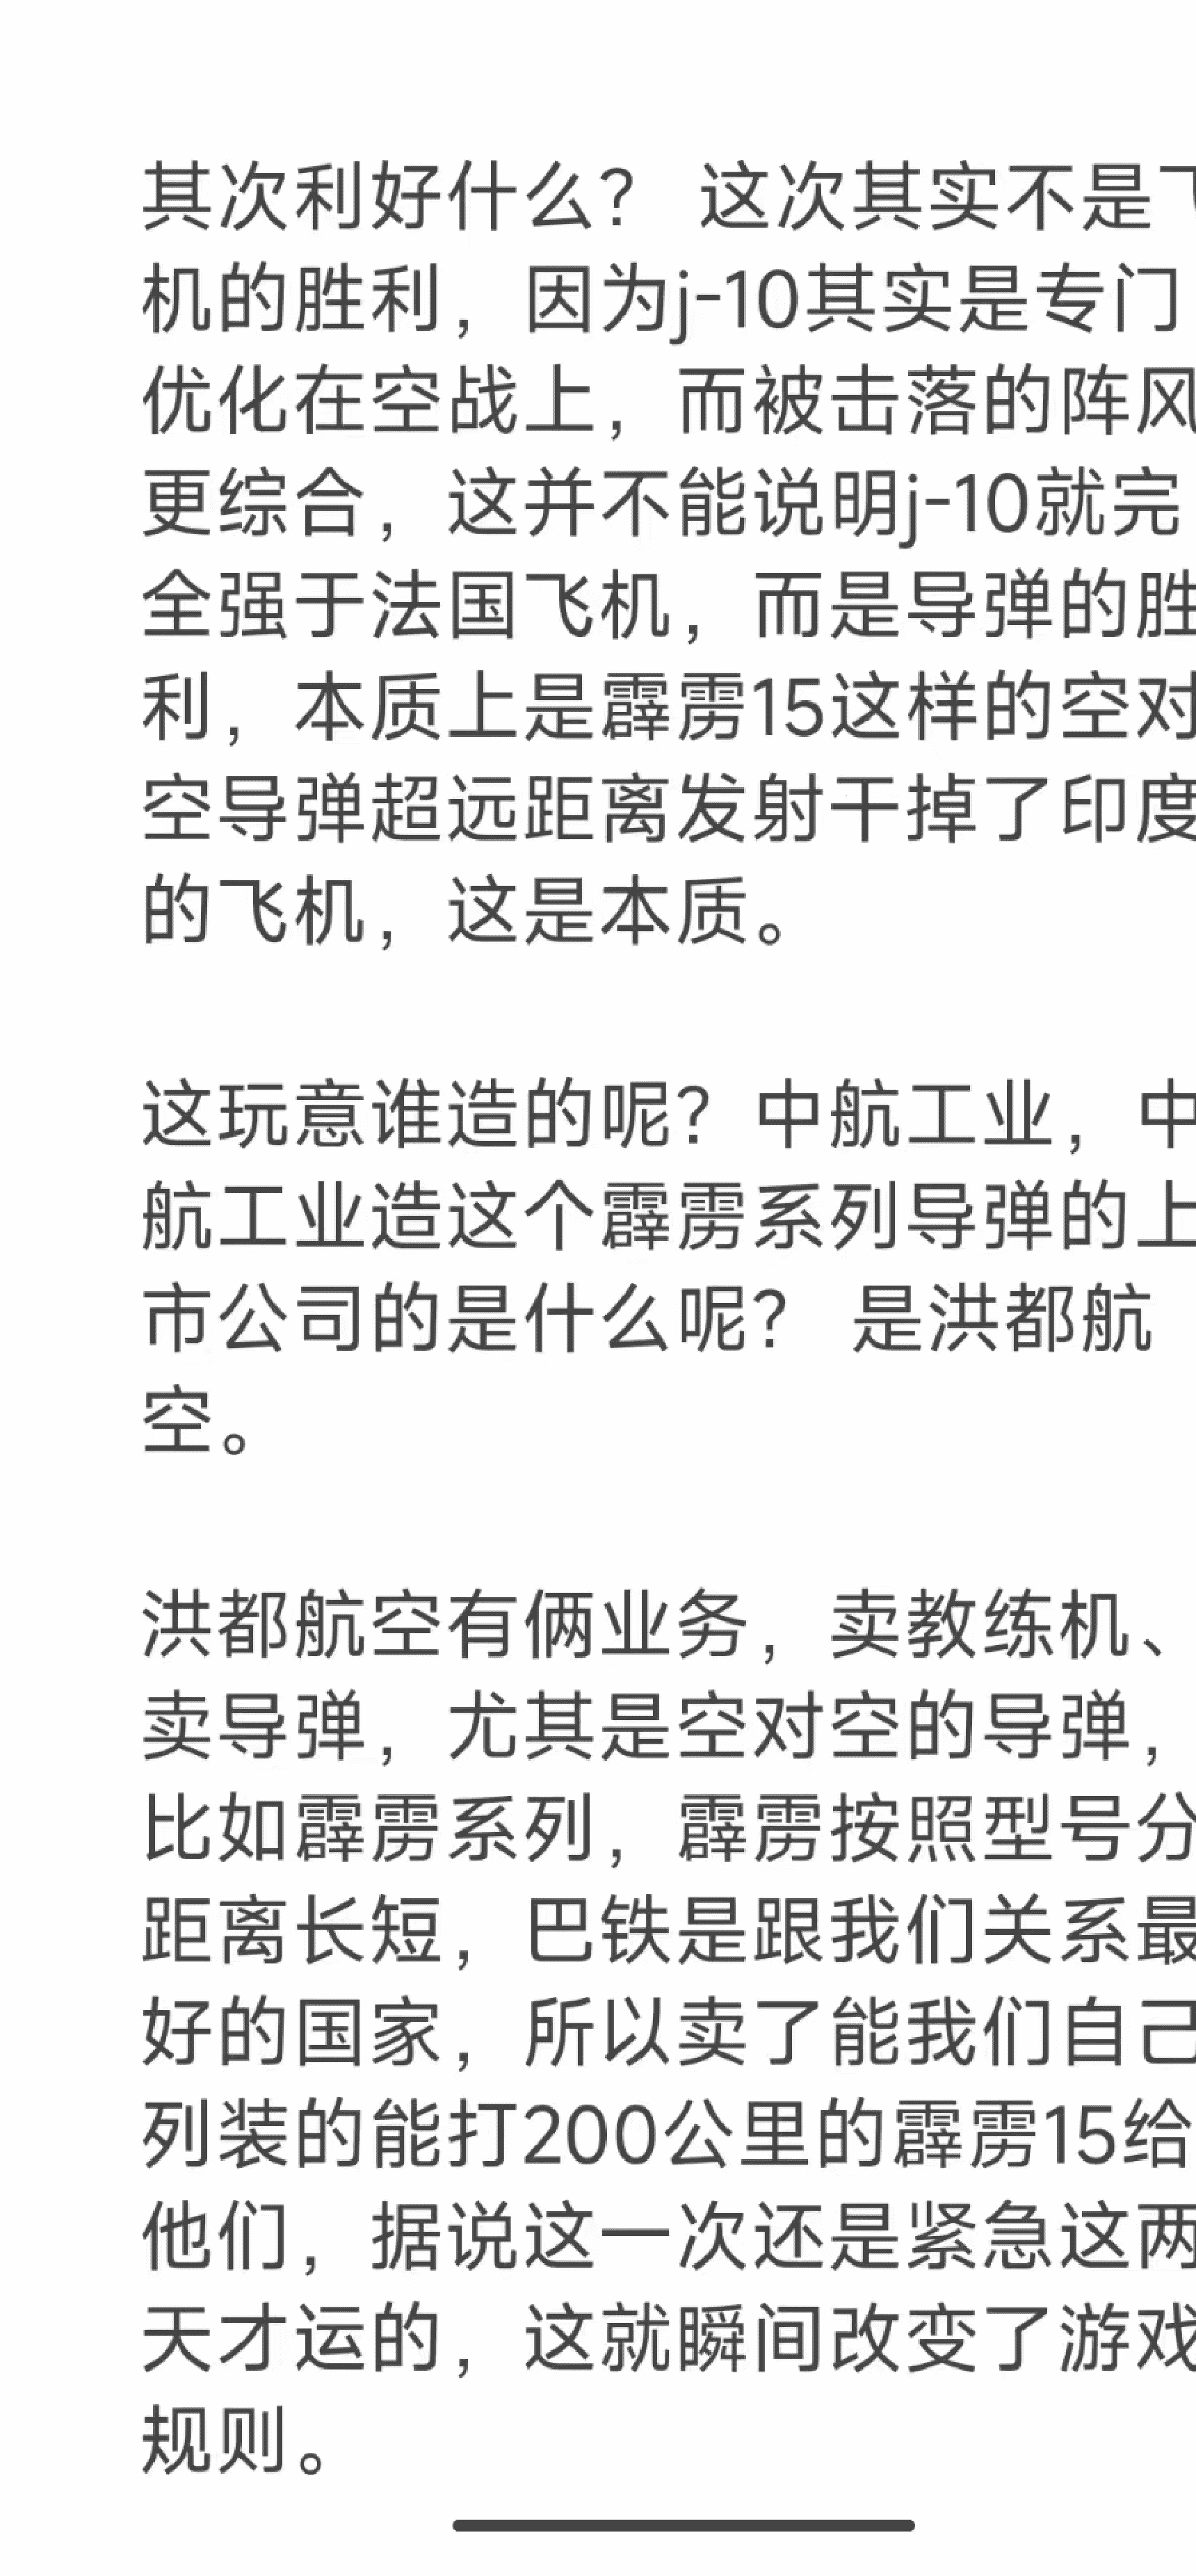 其次利好什么？ 这次其实不是飞
机的胜利，因为j-10其实是专门
优化在空战上，而被击落的阵风
更综合，这并不能说明j-10就完
全强于法国飞机，而是导弹的胜
利，本质上是霹雳15这样的空对
空导弹超远距离发射干掉了印度
的飞机，这是本质。
这玩意谁造的呢？中航工业，中
航工业造这个霹雳系列导弹的上
市公司的是什么呢？ 是洪都航
空。
洪都航空有俩业务，卖教练机、
卖导弹，尤其是空对空的导弹，
比如霹雳系列，霹雳按照型号分
距离长短，巴铁是跟我们关系最
好的国家，所以卖了能我们自己
列装的能打200公里的霹雳15给
他们，据说这一次还是紧急这两
天才运的，这就瞬间改变了游戏
规则。